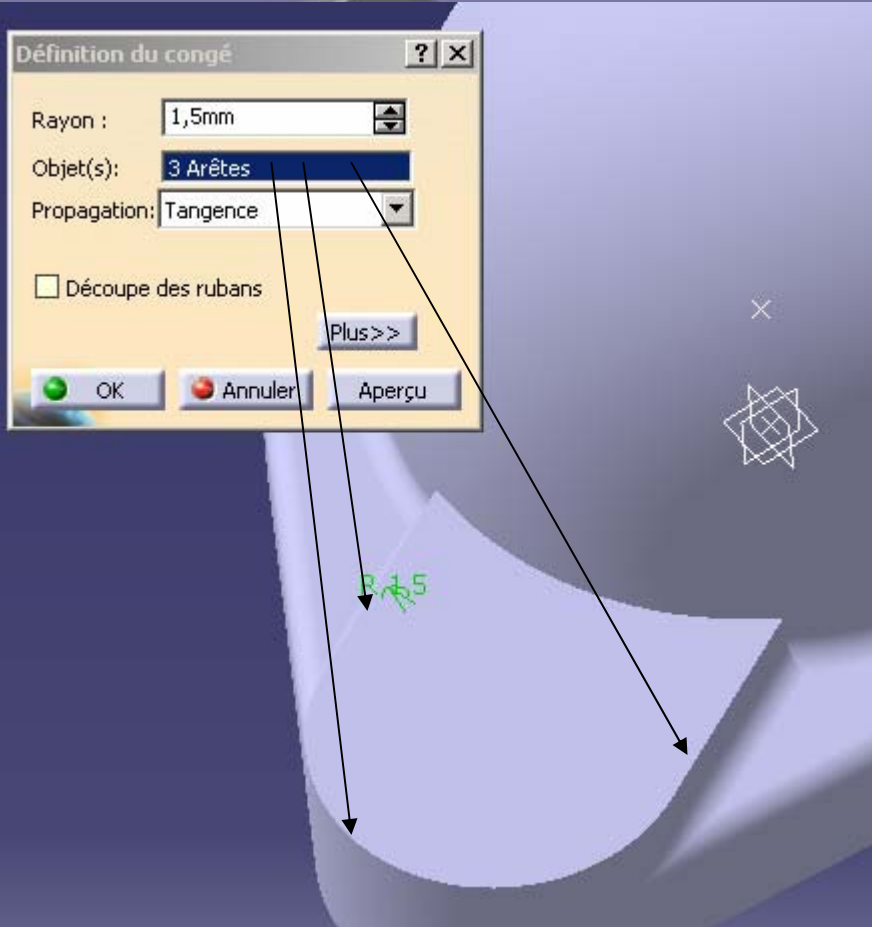 Définition du congé
Rayon : 1,5mm
Objet(s): 3 Arêtes
Propagation: Tangence
Découpe des rubans
Plus>>
OK Annuler Aperçu
R 1.5